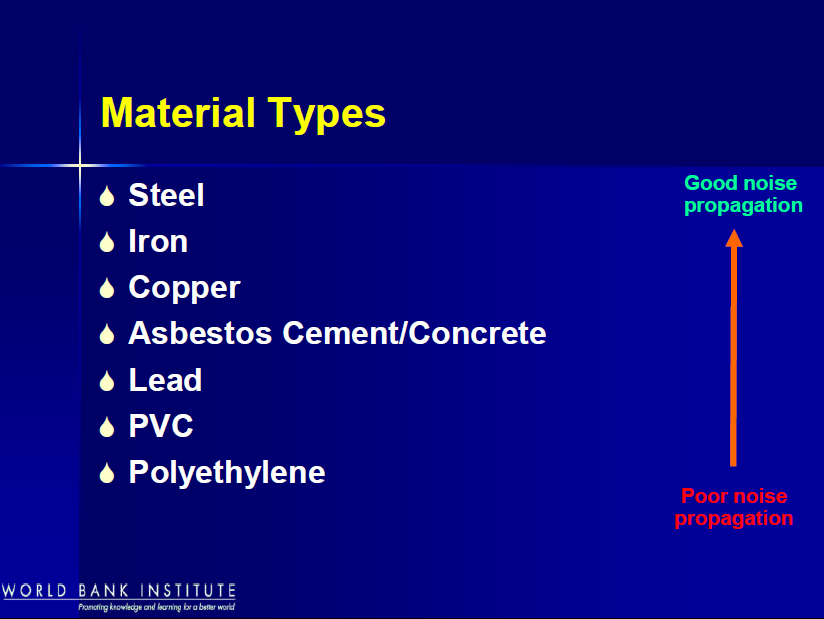 Material Types
Steel
Iron
Copper
Asbestos Cement/Concrete
Lead
PVC
Polyethylene
Good noise
propagation
Poor noise
propagation
WORLD BANK INSTITUTE
Promoting knowledge and learning for a better world